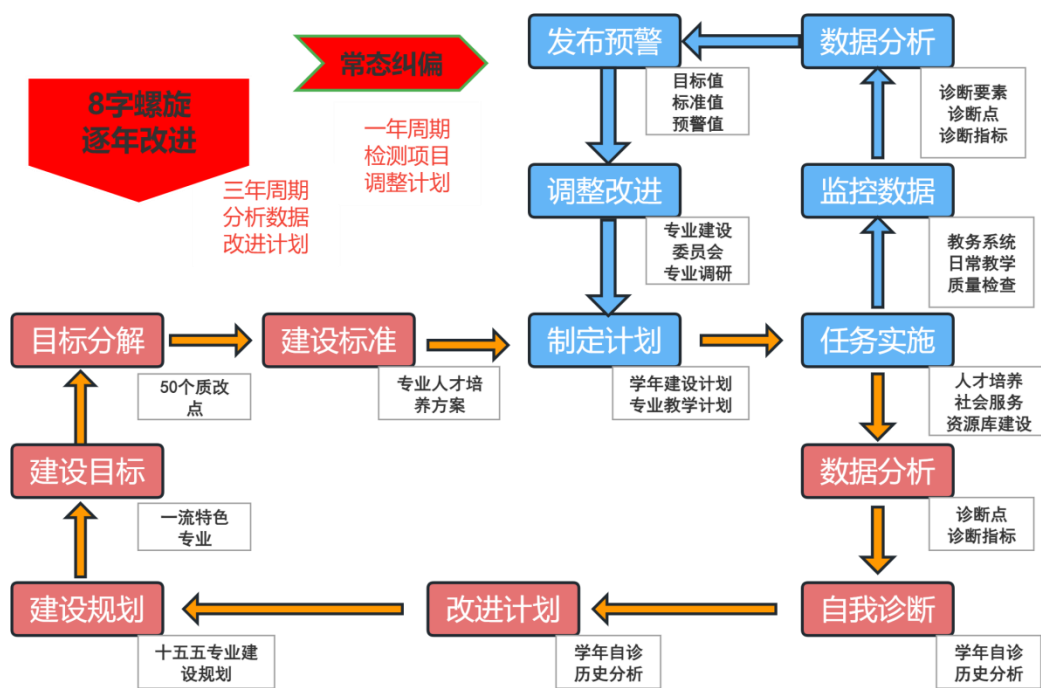 发布预警
数据分析
常态纠偏
目标值
标准值
预警值
诊断要素
诊断点
诊断指标
8字螺旋
逐年改进
一年周期
检测项目
调整计划
三年周期
分析数据
改进计划
调整改进
监控数据
专业建设
委员会
专业调研
教务系统
日常教学
质量检查
目标分解
建设标准
制定计划
任务实施
50个质改
点
专业人才培
养方案
学年建设计划
专业教学计划
人才培养
社会服务
资源库建设
建设目标
数据分析
一流特色
专业
诊断点
诊断指标
建设规划
改进计划
自我诊断
十五五专业建
设规划
学年自诊
历史分析
学年自诊
历史分析